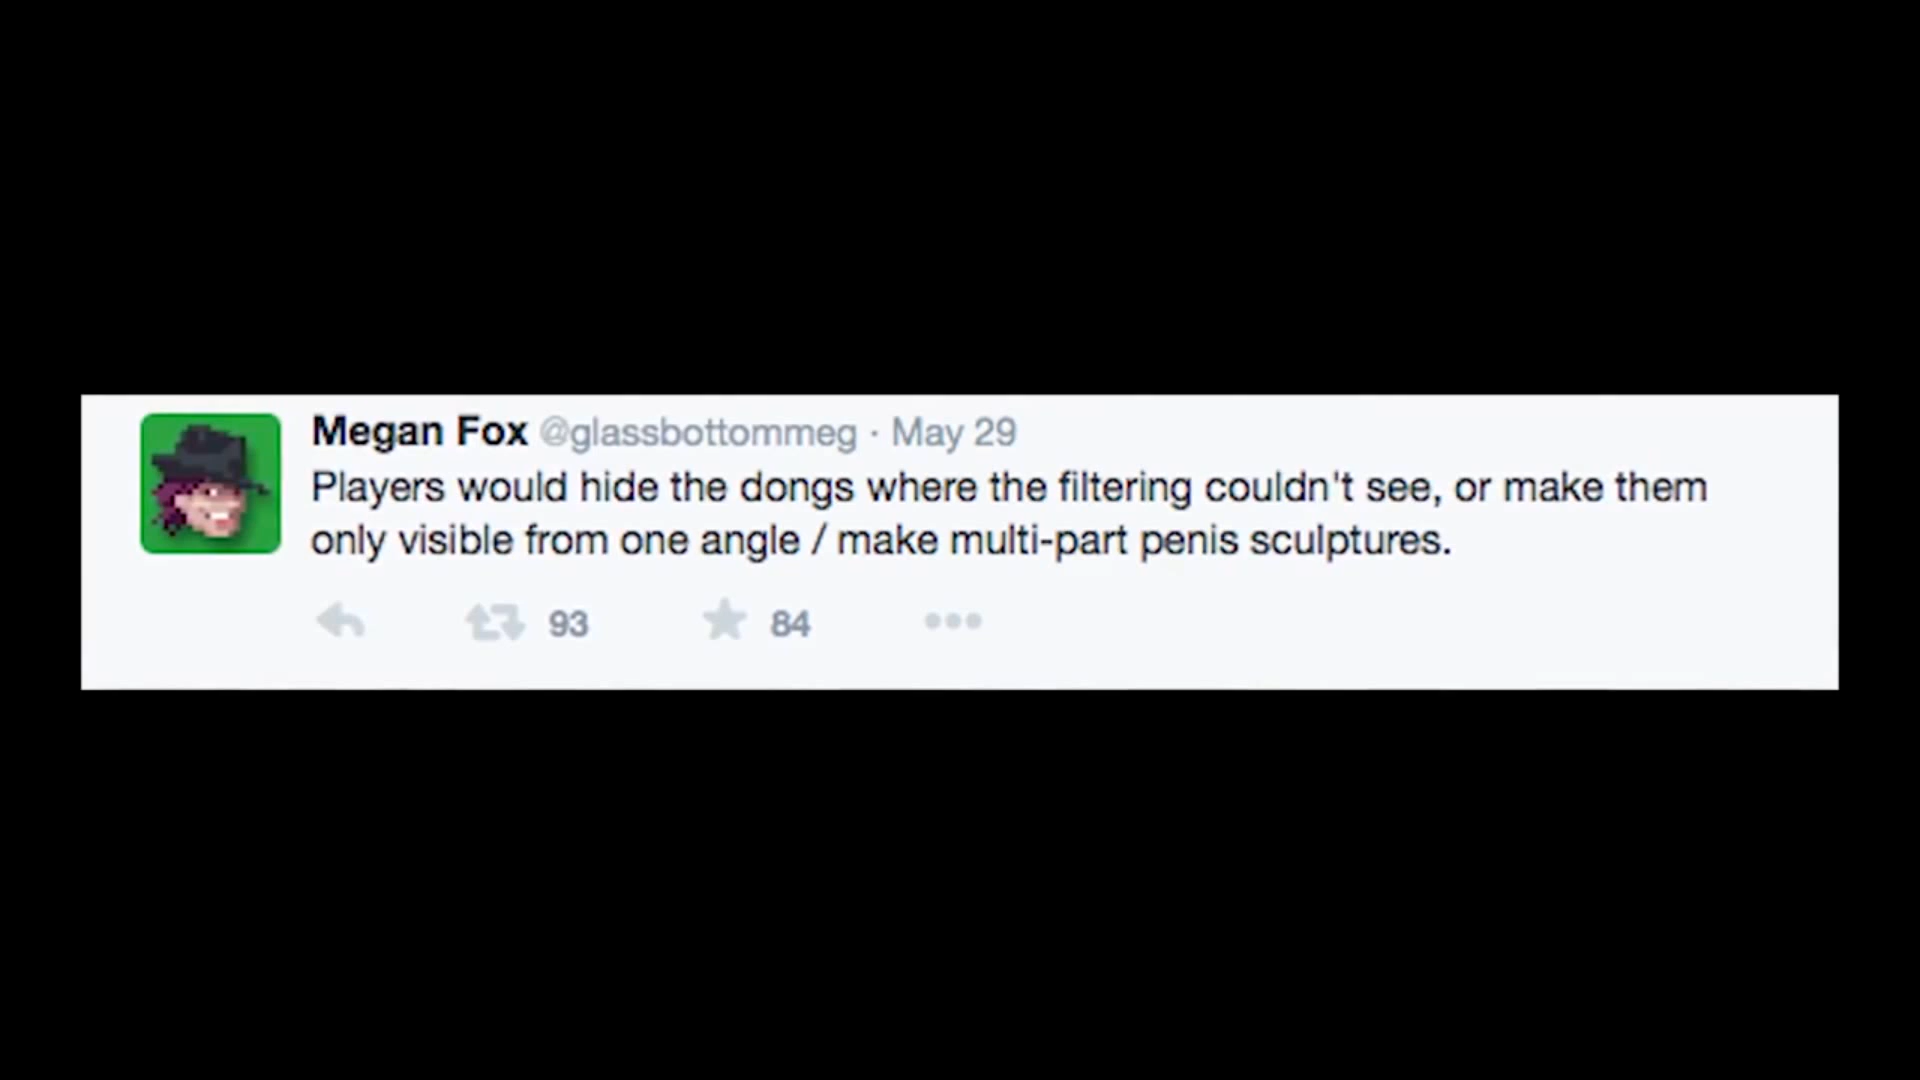 Megan Fox @glassbottommeg · May 29
Players would hide the dongs where the filtering couldn't see, or make them
only visible from one angle / make multi-part penis sculptures.
93 84